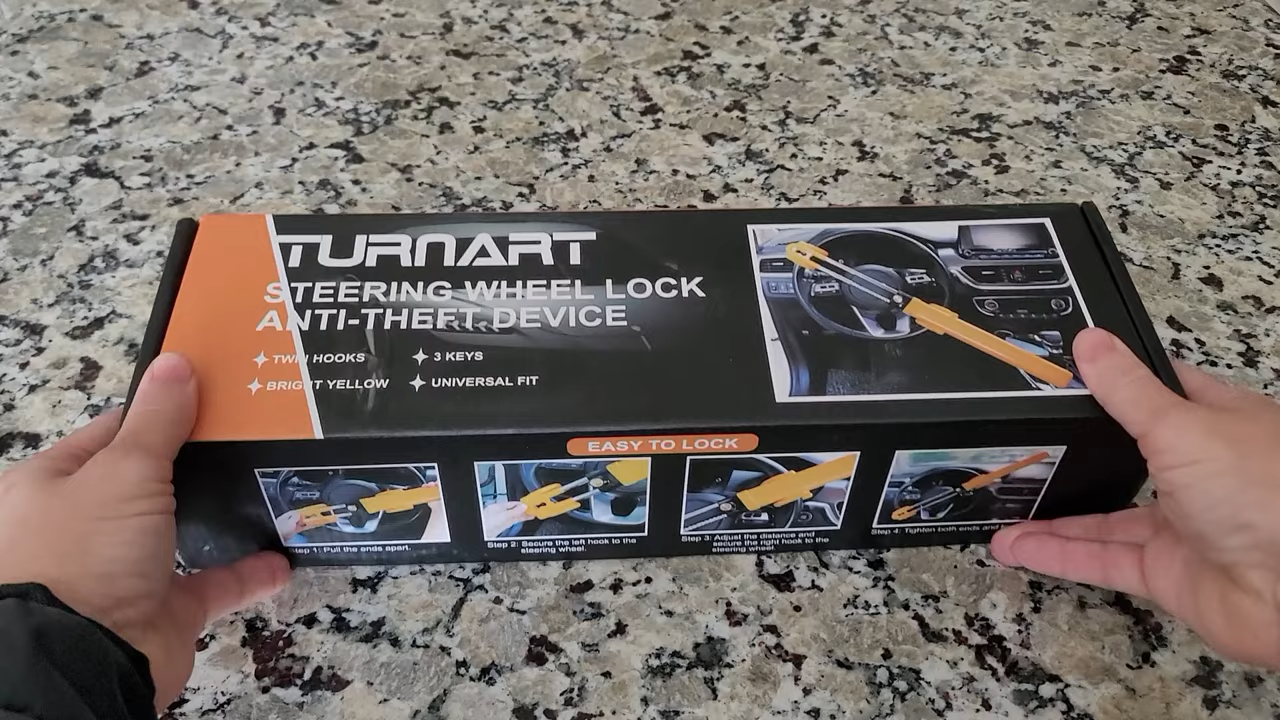 TURNART
STEERING WHEEL LOCK
ANTI-THEFT DEVICE
TWIN HOOKS
3 KEYS
BRIGHT YELLOW
UNIVERSAL FIT
EASY TO LOCK
Step 1: Pull the ends apart.
Step 2: Secure the left hook to the
steering wheel.
Step 3: Adjust the distance and
secure the right hook to the
steering wheel.
Step 4: Tighten both ends and